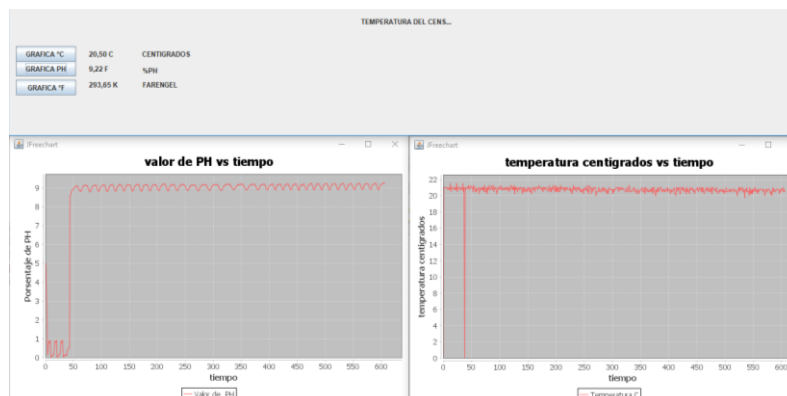 TEMPERATURA DEL CENS...
GRAFICA °C 20,50 C CENTIGRADOS
GRAFICA PH 9,22 F %PH
GRAFICA °F 293,65 K FARENGEL
JFreechart
valor de PH vs tiempo
Porsentaje de PH
9
8
7
6
5
4
3
2
1
0
0 50 100 150 200 250 300 350 400 450 500 550 600
tiempo
Valor de PH
JFreechart
temperatura centigrados vs tiempo
temperatura centigrados
22
20
18
16
14
12
10
8
6
4
2
0
0 50 100 150 200 250 300 350 400 450 500 550 600
tiempo
Temperatura C